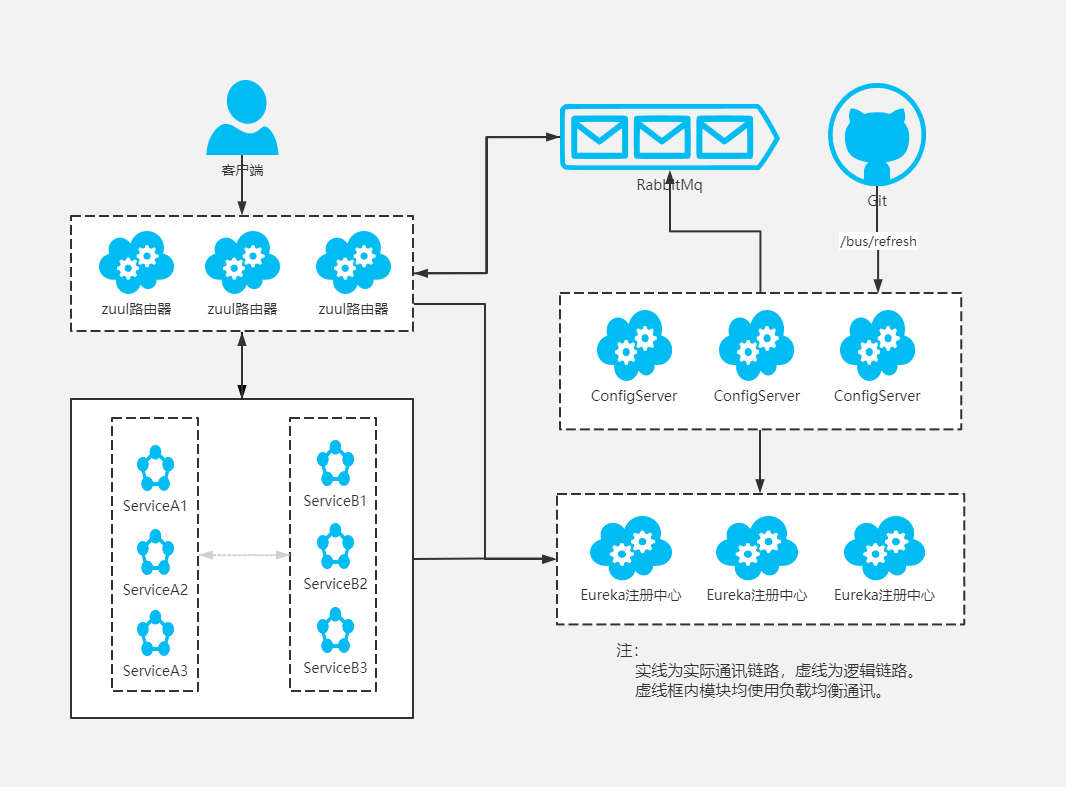 客户端
RabbitMq
Git
/bus/refresh
zuul路由器
zuul路由器
zuul路由器
ConfigServer
ConfigServer
ConfigServer
ServiceA1
ServiceB1
ServiceA2
ServiceB2
ServiceA3
ServiceB3
Eureka注册中心
Eureka注册中心
Eureka注册中心
注：
实线为实际通讯链路，虚线为逻辑链路。
虚线框内模块均使用负载均衡通讯。